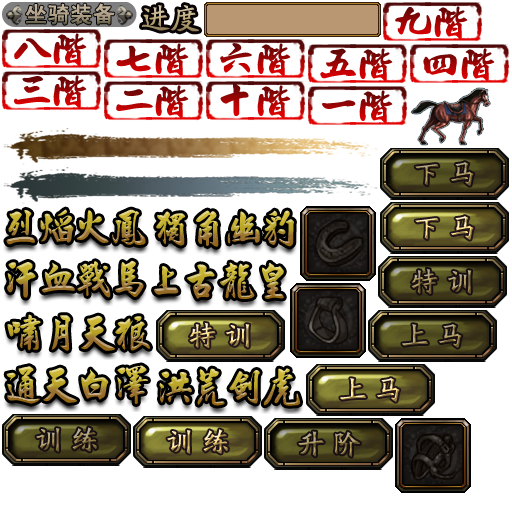 坐骑装备
进度
九階
八階
七階
六階
五階
四階
三階
二階
十階
一階
下马
烈焰火鳳
獨角幽豹
下马
汗血戰馬
上古龍皇
特训
嘯月天狼
特训
上马
通天白澤
洪荒劍虎
上马
训练
训练
升阶